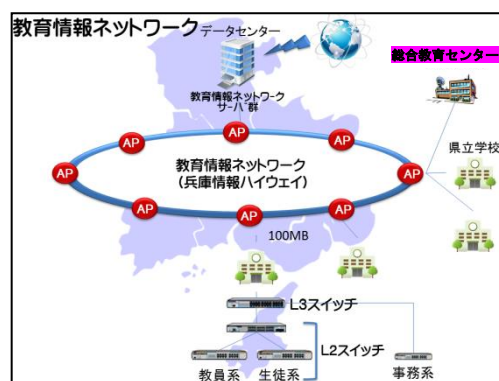 教育情報ネットワーク
データセンター
総合教育センター
教育情報ネットワーク
サーバ群
AP
AP
AP
AP
AP
AP
AP
AP
教育情報ネットワーク
(兵庫情報ハイウェイ)
県立学校
100MB
L3スイッチ
L2スイッチ
教員系
生徒系
事務系